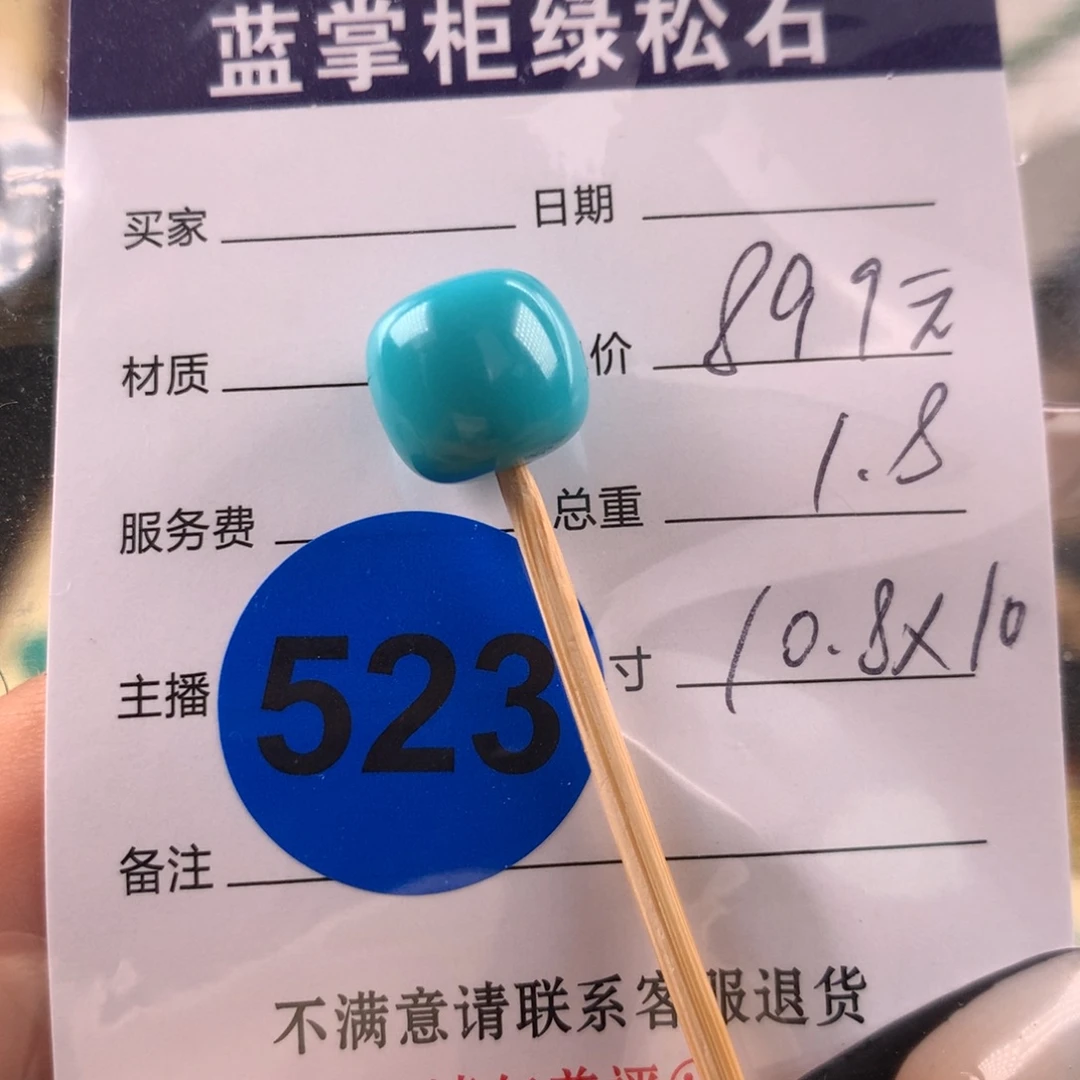 蓝掌柜绿松石
买家 日期
材质 价 899元
服务费 总重 1.8
主播 523 寸 10.8×10
备注
不满意请联系客服退货